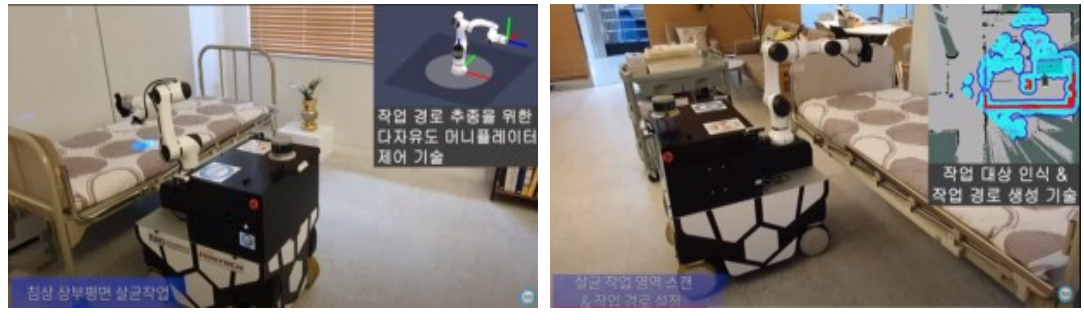 작업 경로 추종을 위한
다자유도 머니퓰레이터
제어 기술
침상 상부평면 살균작업
작업 대상 인식 &
작업 경로 생성 기술
살균 작업 영역 스캔
& 작업 경로 설정